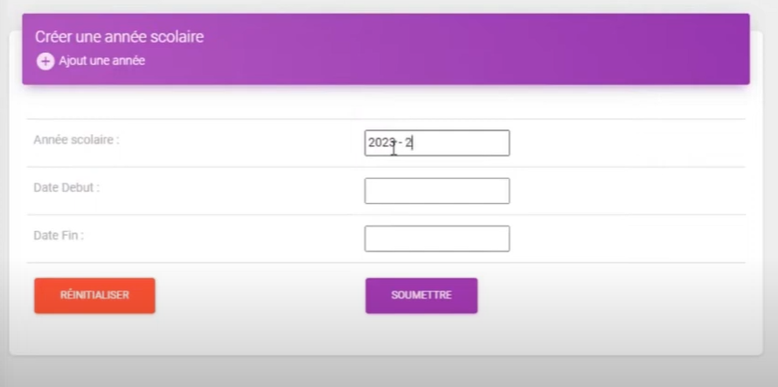 Créer une année scolaire
Ajout une année
Année scolaire :
2023 - 2
Date Debut :
Date Fin :
RÉINITIALISER
SOUMETTRE